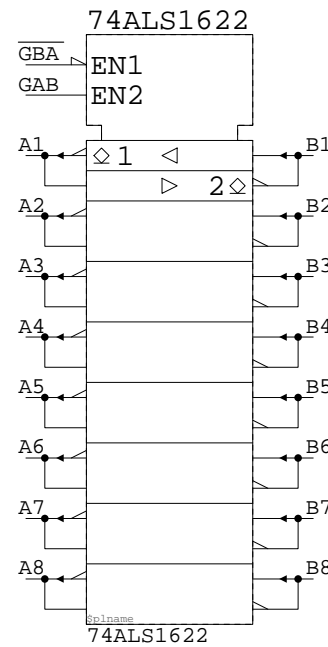 74ALS1622
GBA
EN1
GAB
EN2
A1 1 B1
2
A2 B2
A3 B3
A4 B4
A5 B5
A6 B6
A7 B7
A8 B8
$plname
74ALS1622